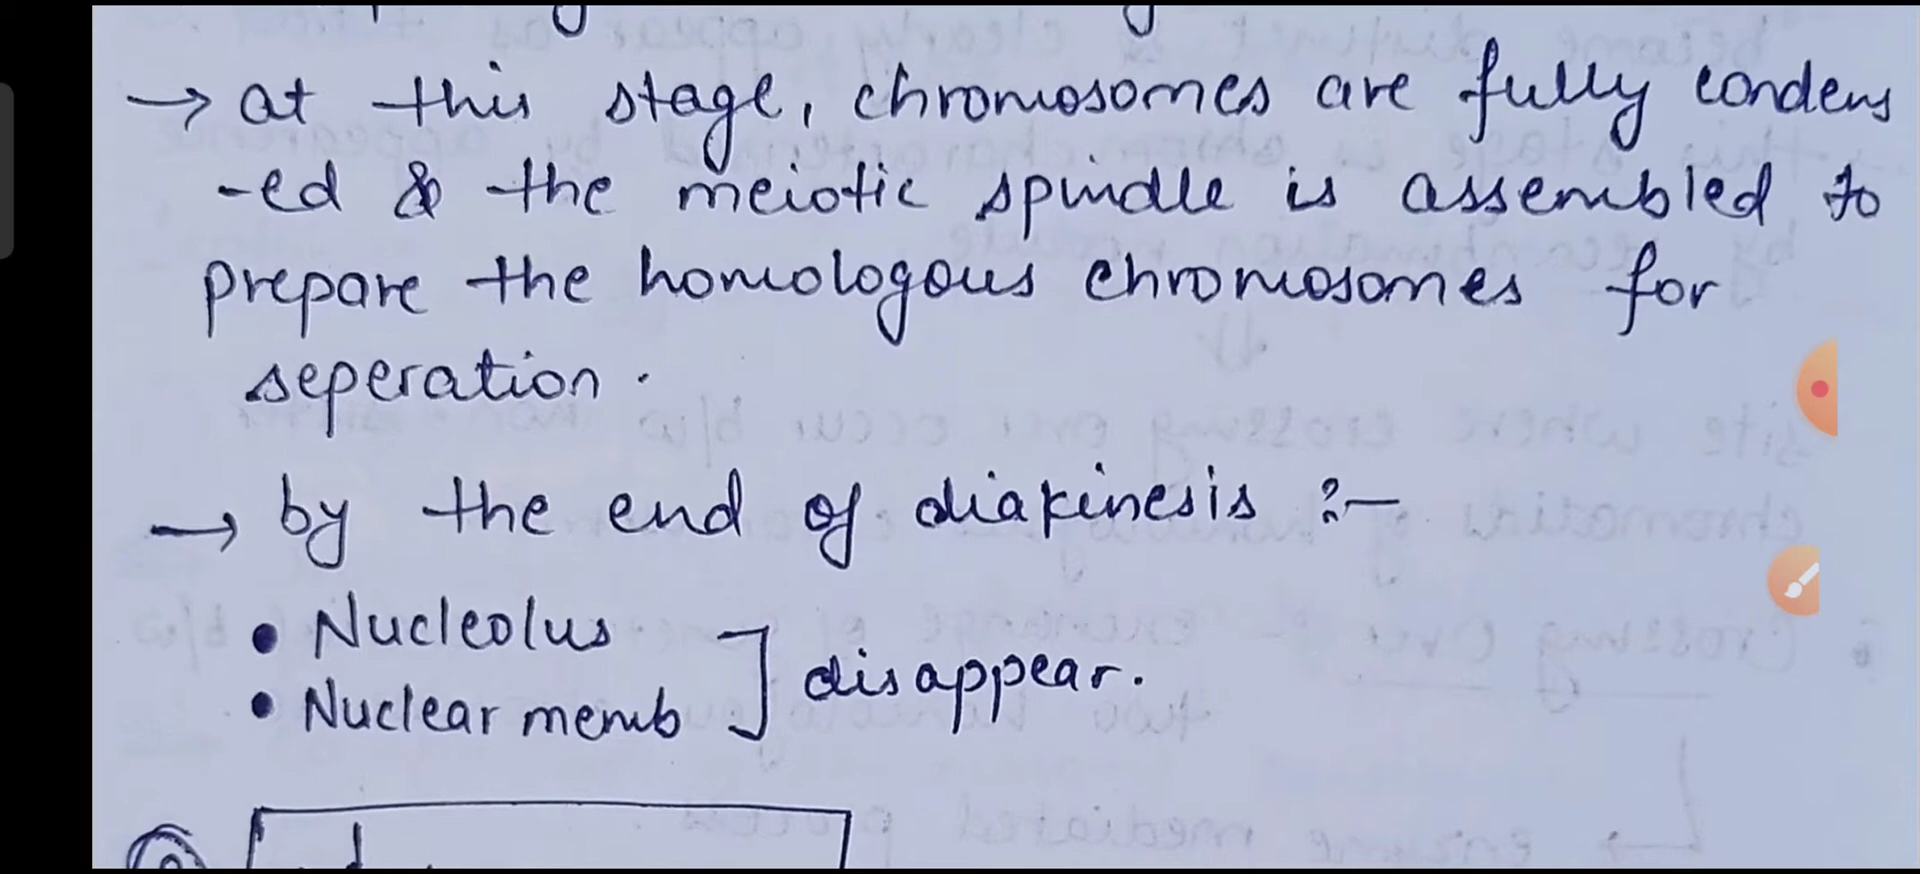 → at this stage, chromosomes are fully condens
-ed & the meiotic spindle is assembled to
prepare the homologous chromosomes for
seperation.
→ by the end of diakinesis :-
• Nucleolus
• Nuclear memb ] disappear.